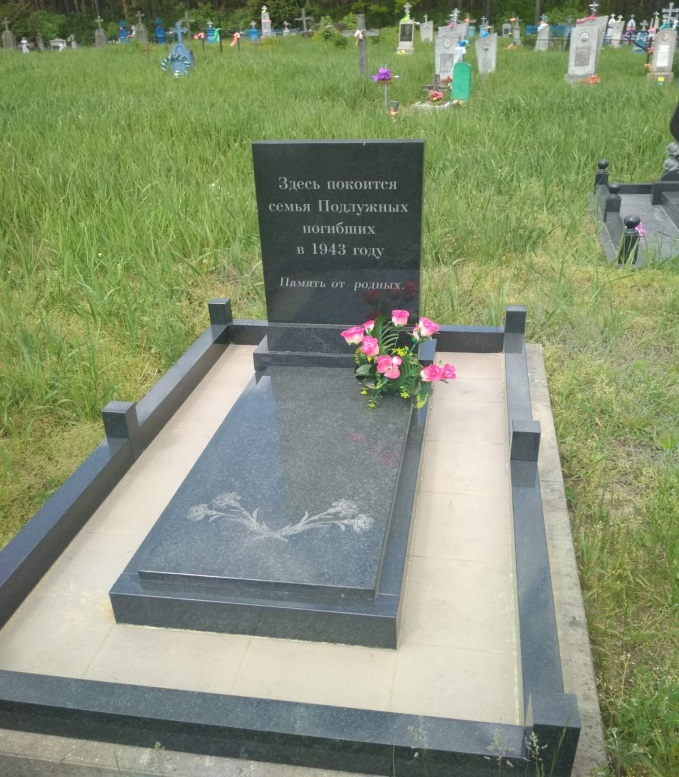 Здесь покоится
семья Подлужных
погибших
в 1943 году
Память от родных.